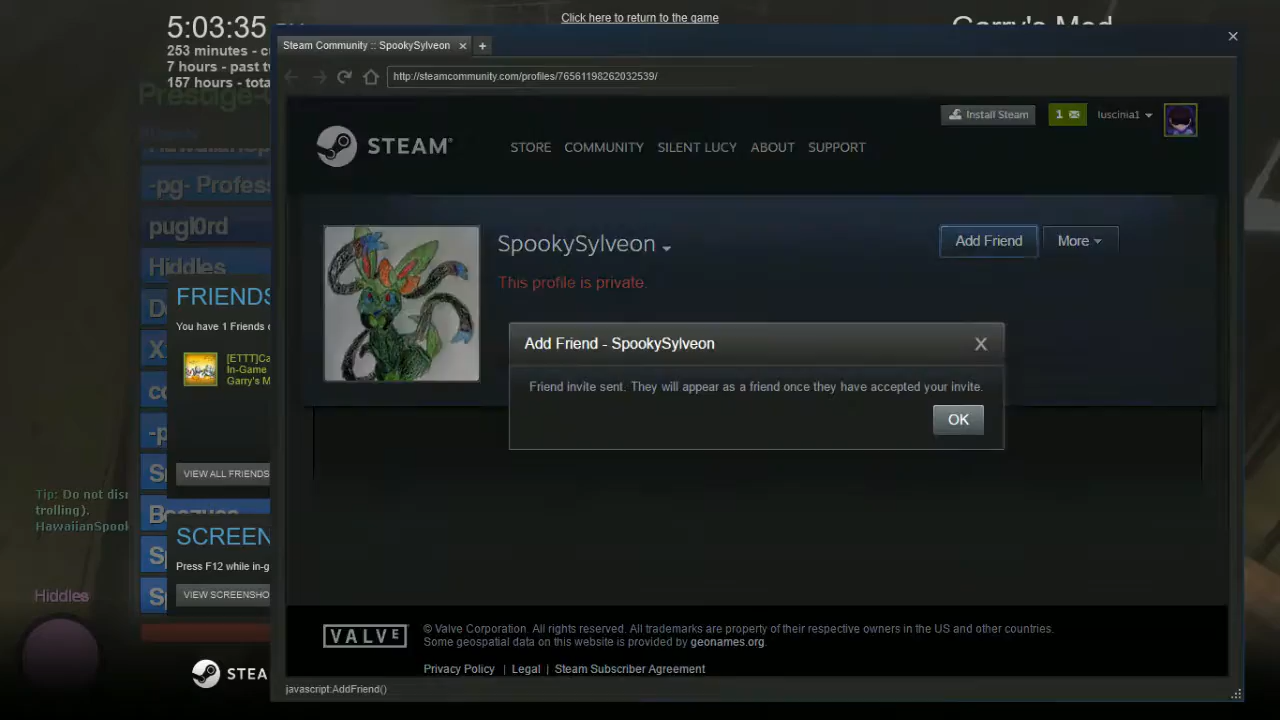 Click here to return to the game
5:03:35
Garry's Mod
253 minutes - 
7 hours - past
157 hours - 
Steam Community :: SpookySylveon
http://steamcommunity.com/profiles/76561198262032539/
Install Steam
1
luscinia1
STEAM
STORE
COMMUNITY
SILENT LUCY
ABOUT
SUPPORT
-pg- Profess
pugl0rd
Hiddles
SpookySylveon
Add Friend
More
This profile is private.
FRIENDS
You have 1 Friends
[ETTT]Ca
In-Game
Garry's M
VIEW ALL FRIENDS
Add Friend - SpookySylveon
X
Friend invite sent. They will appear as a friend once they have accepted your invite.
OK
Tip: Do not dis
trolling).
HawaiianSpook
SCREEN
Press F12 while in-g
VIEW SCREENSHO
Hiddles
STEA
VALVE
© Valve Corporation. All rights reserved. All trademarks are property of their respective owners in the US and other countries.
Some geospatial data on this website is provided by geonames.org.
Privacy Policy | Legal | Steam Subscriber Agreement
javascript:AddFriend()